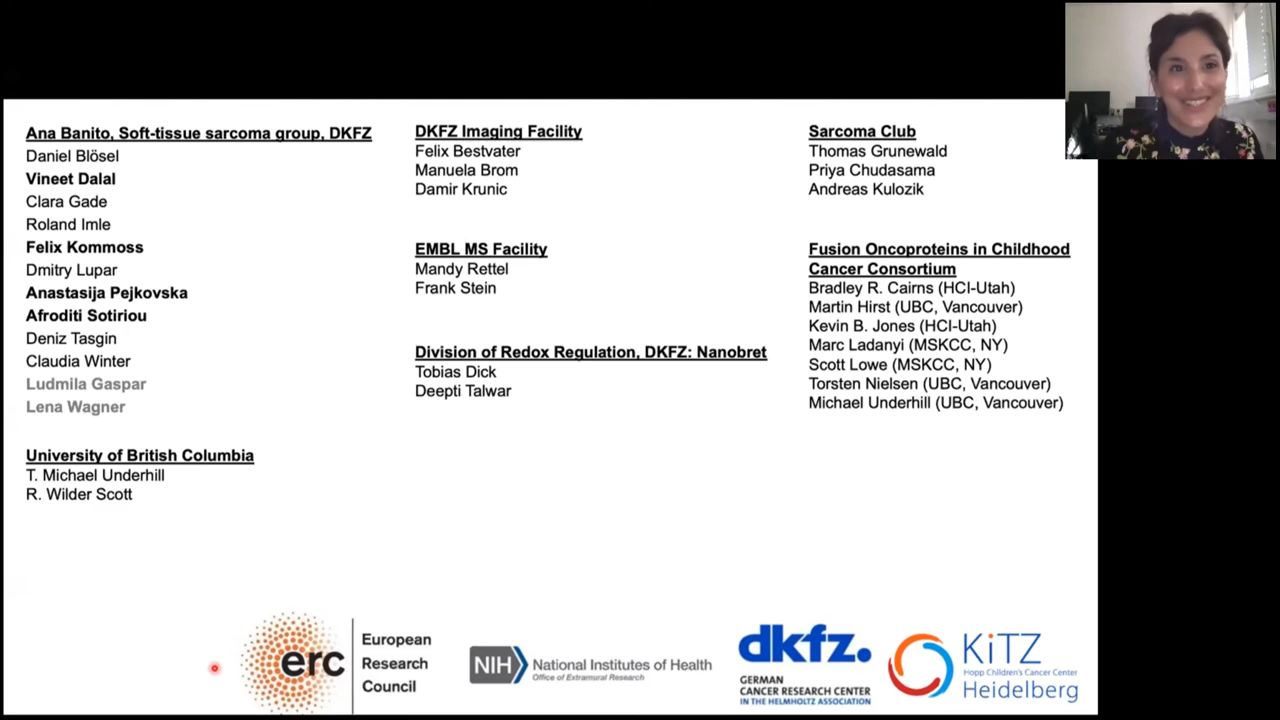 Ana Banito, Soft-tissue sarcoma group, DKFZ
Daniel Blösel
Vineet Dalal
Clara Gade
Roland Imle
Felix Kommoss
Dmitry Lupar
Anastasija Pejkovska
Afroditi Sotiriou
Deniz Tasgin
Claudia Winter
Ludmila Gaspar
Lena Wagner
University of British Columbia
T. Michael Underhill
R. Wilder Scott
DKFZ Imaging Facility
Felix Bestvater
Manuela Brom
Damir Krunic
EMBL MS Facility
Mandy Rettel
Frank Stein
Division of Redox Regulation, DKFZ: Nanobret
Tobias Dick
Deepti Talwar
Sarcoma Club
Thomas Grunewald
Priya Chudasama
Andreas Kulozik
Fusion Oncoproteins in Childhood
Cancer Consortium
Bradley R. Cairns (HCI-Utah)
Martin Hirst (UBC, Vancouver)
Kevin B. Jones (HCI-Utah)
Marc Ladanyi (MSKCC, NY)
Scott Lowe (MSKCC, NY)
Torsten Nielsen (UBC, Vancouver)
Michael Underhill (UBC, Vancouver)
erc
European
Research
Council
NIH
National Institutes of Health
Office of Extramural Research
dkfz.
GERMAN
CANCER RESEARCH CENTER
IN THE HELMHOLTZ ASSOCIATION
KiTZ
Hopp Children's Cancer Center
Heidelberg